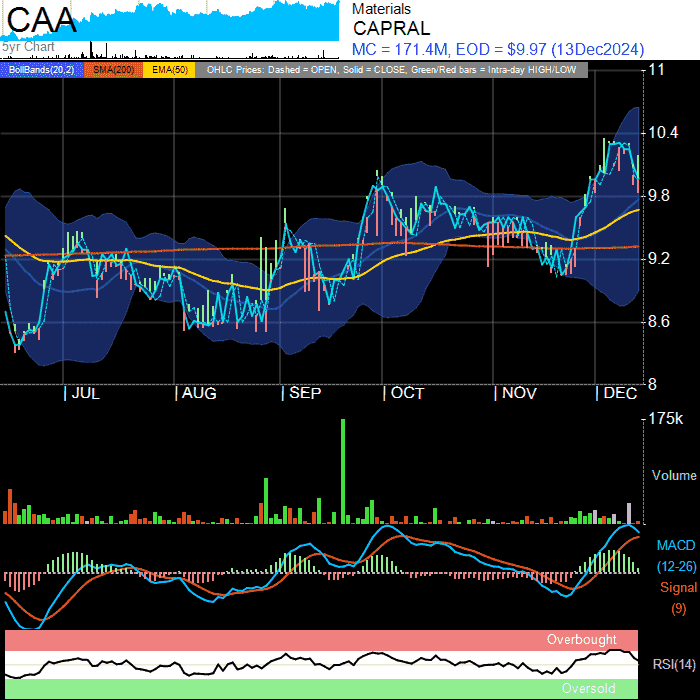 CAA
5yr Chart
Materials
CAPRAL
MC = 171.4M, EOD = $9.97 (13Dec2024)
BollBands(20,2) SMA(200) EMA(50) OHLC Prices: Dashed = OPEN, Solid = CLOSE, Green/Red bars = Intra-day HIGH/LOW
11
10.4
9.8
9.2
8.6
8
| JUL | AUG | SEP | OCT | NOV | DEC
175k
Volume
MACD
(12-26)
Signal
(9)
Overbought
RSI(14)
Oversold